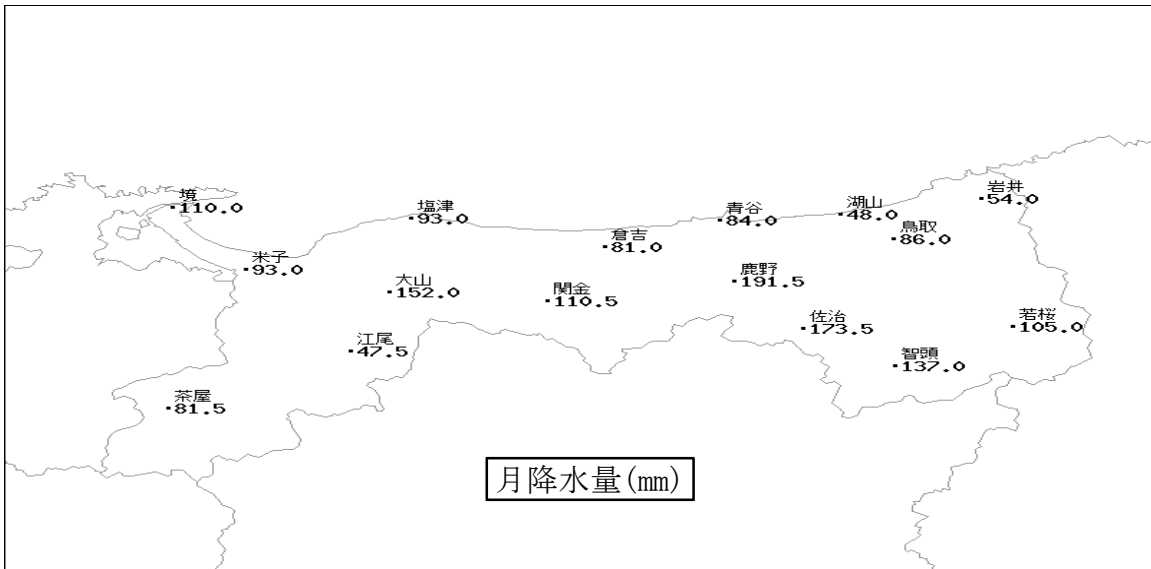 岩井
・54.0
境
・110.0
塩津
・93.0
青谷
・84.0
湖山
・48.0
鳥取
・86.0
倉吉
・81.0
米子
・93.0
大山
・152.0
関金
・110.5
鹿野
・191.5
佐治
・173.5
若桜
・105.0
江尾
・47.5
智頭
・137.0
茶屋
・81.5
月降水量(mm)